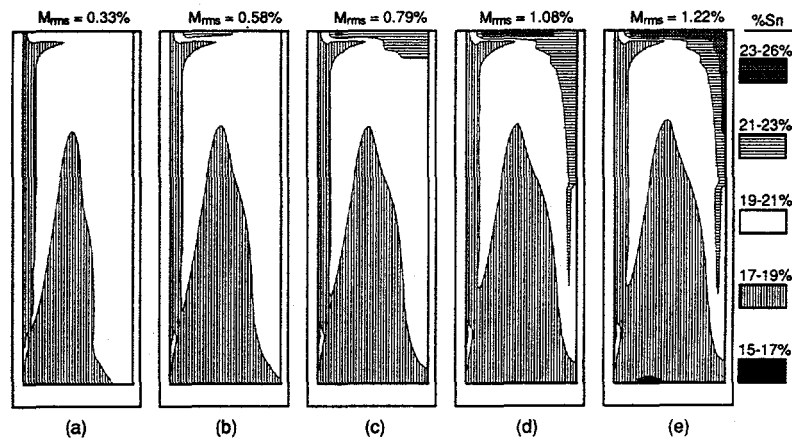 M_rms = 0.33%
M_rms = 0.58%
M_rms = 0.79%
M_rms = 1.08%
M_rms = 1.22%
%Sn
23-26%
21-23%
19-21%
17-19%
15-17%
(a)
(b)
(c)
(d)
(e)